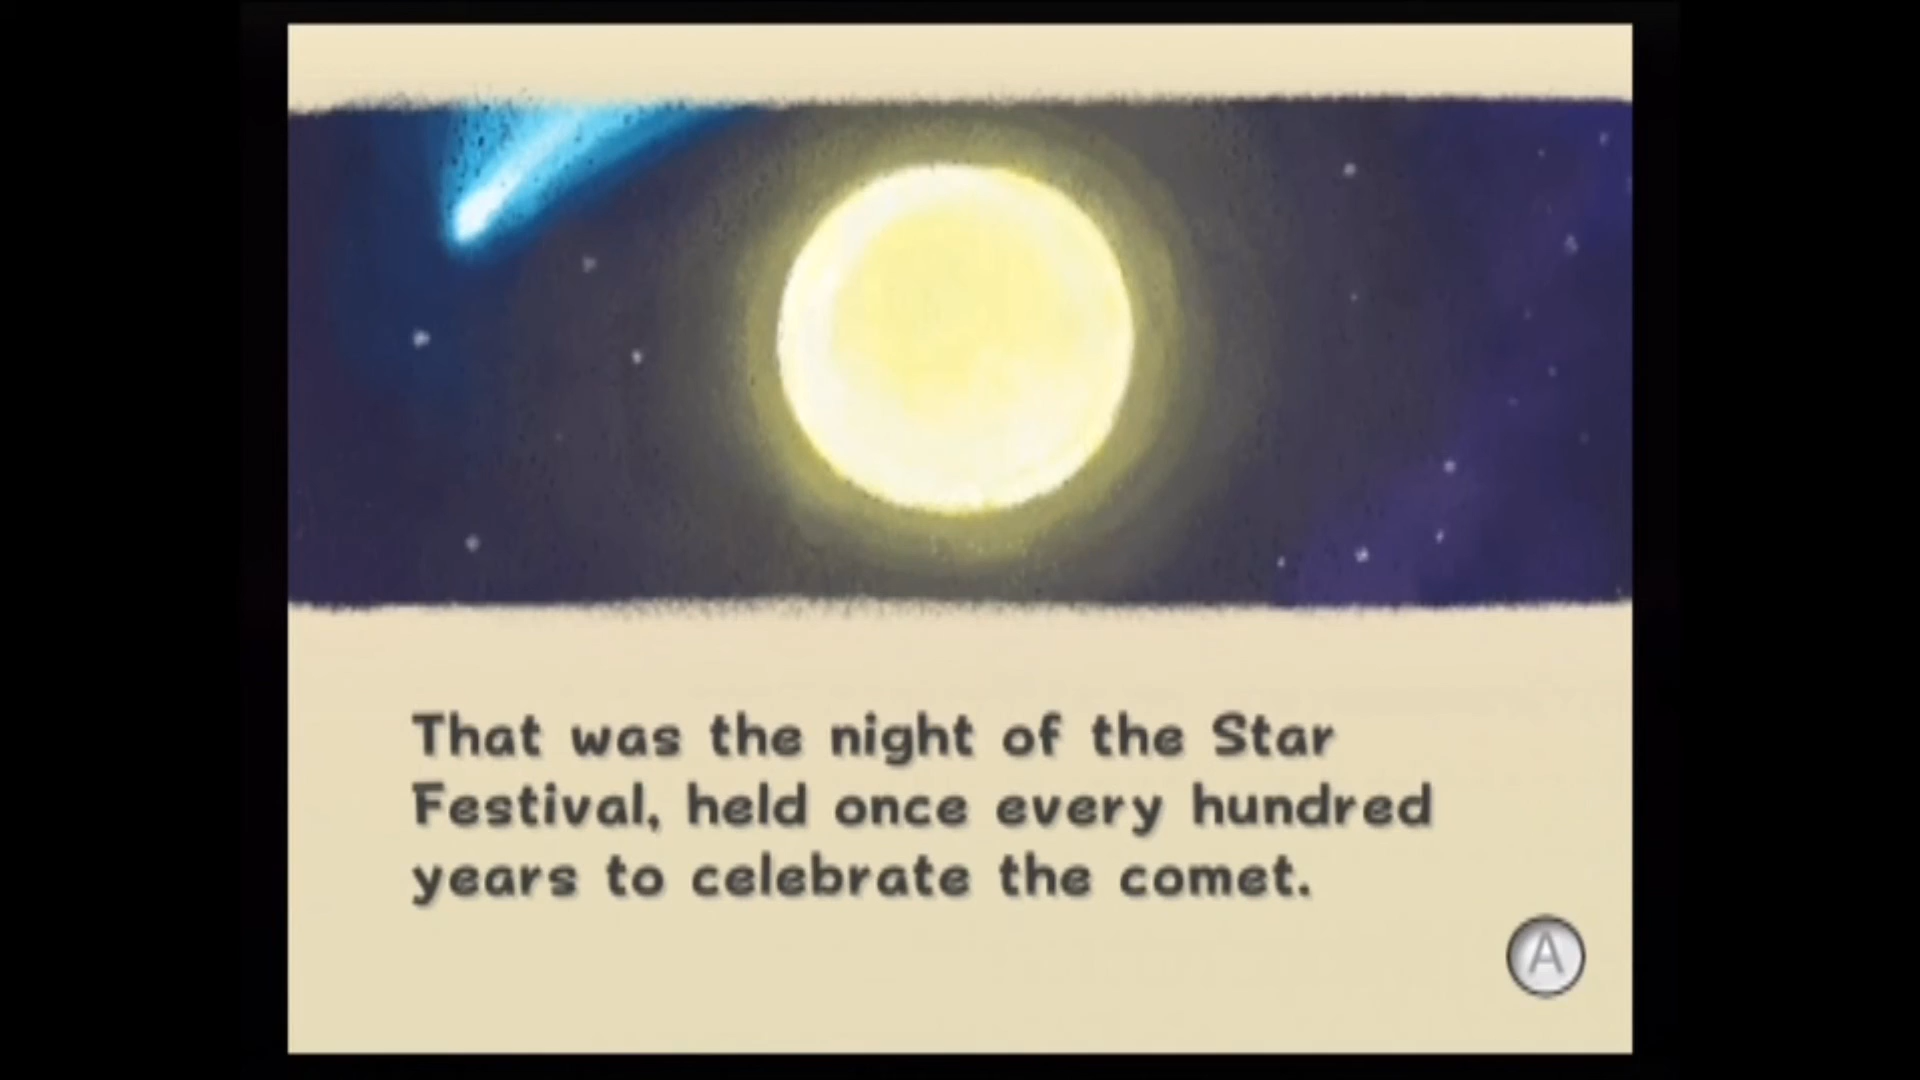 That was the night of the Star
Festival, held once every hundred
years to celebrate the comet.
A